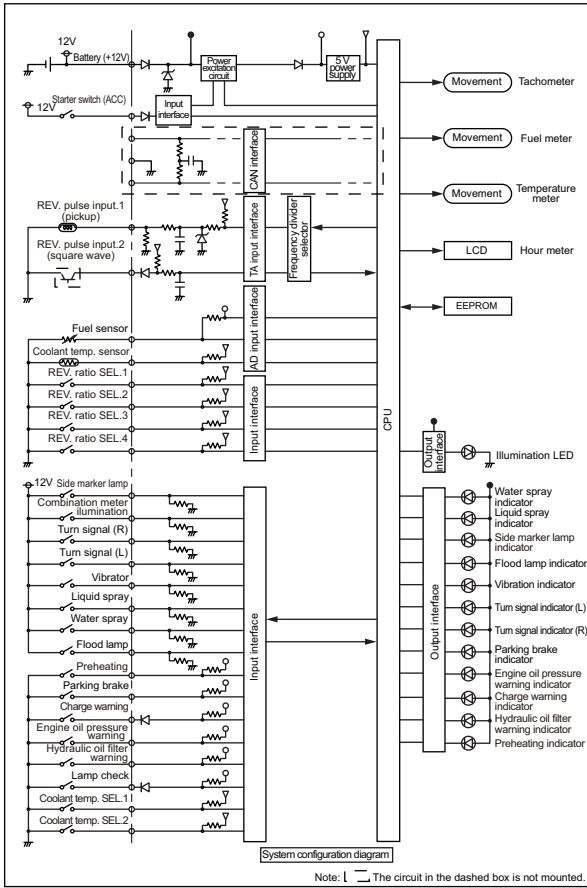 12V
Battery (+12V)
Power
excitation
circuit
5 V
power
supply
Starter switch (ACC)
12V
Input
interface
CAN interface
REV. pulse input.1
(pickup)
REV. pulse input.2
(square wave)
TA input interface
Frequency divider
selector
Fuel sensor
Coolant temp. sensor
AD input interface
REV. ratio SEL.1
REV. ratio SEL.2
REV. ratio SEL.3
REV. ratio SEL.4
Input interface
CPU
Movement
Tachometer
Movement
Fuel meter
Movement
Temperature
meter
LCD
Hour meter
EEPROM
Output
interface
Illumination LED
12V
Side marker lamp
Combination meter
ilumination
Turn signal (R)
Turn signal (L)
Vibrator
Liquid spray
Water spray
Flood lamp
Preheating
Parking brake
Charge warning
Engine oil pressure
warning
Hydraulic oil filter
warning
Lamp check
Coolant temp. SEL.1
Coolant temp. SEL.2
Input interface
Output interface
Water spray
indicator
Liquid spray
indicator
Side marker lamp
indicator
Flood lamp indicator
Vibration indicator
Turn signal indicator (L)
Turn signal indicator (R)
Parking brake
indicator
Engine oil pressure
warning indicator
Charge warning
indicator
Hydraulic oil filter
warning indicator
Preheating indicator
System configuration diagram
Note: The circuit in the dashed box is not mounted.